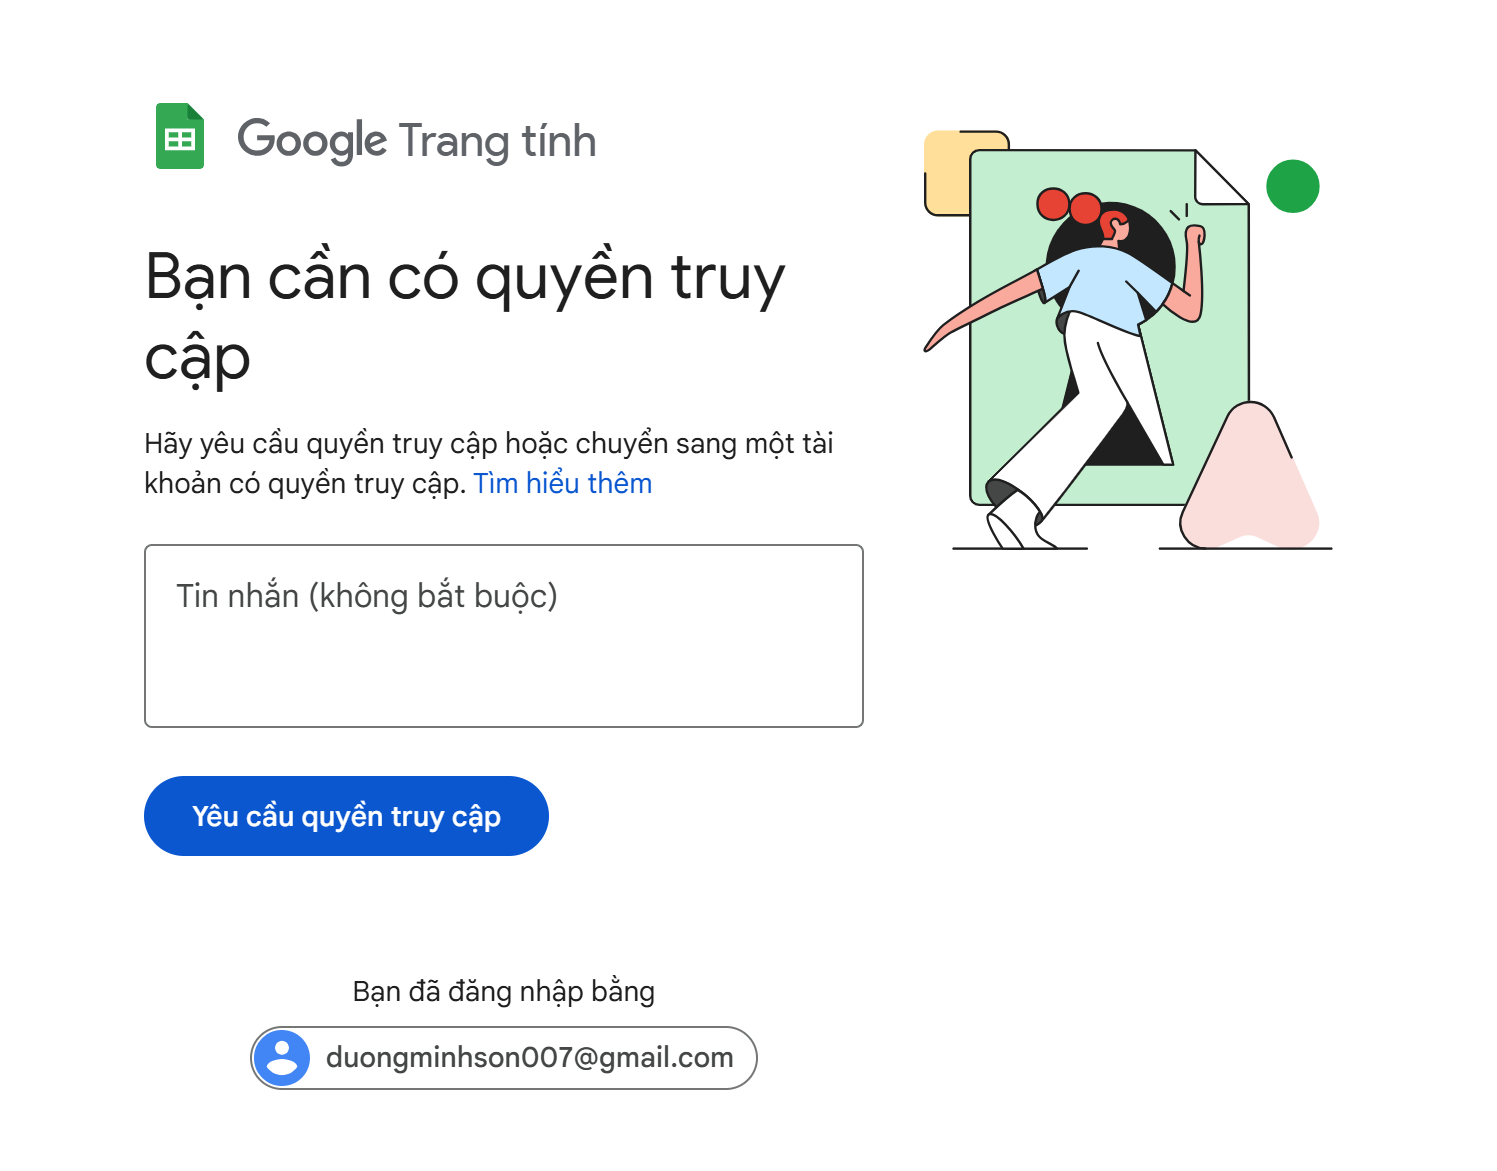 Google Trang tính
Bạn cần có quyền truy
cập
Hãy yêu cầu quyền truy cập hoặc chuyển sang một tài
khoản có quyền truy cập. Tìm hiểu thêm
Tin nhắn (không bắt buộc)
Yêu cầu quyền truy cập
Bạn đã đăng nhập bằng
duongminhson007@gmail.com